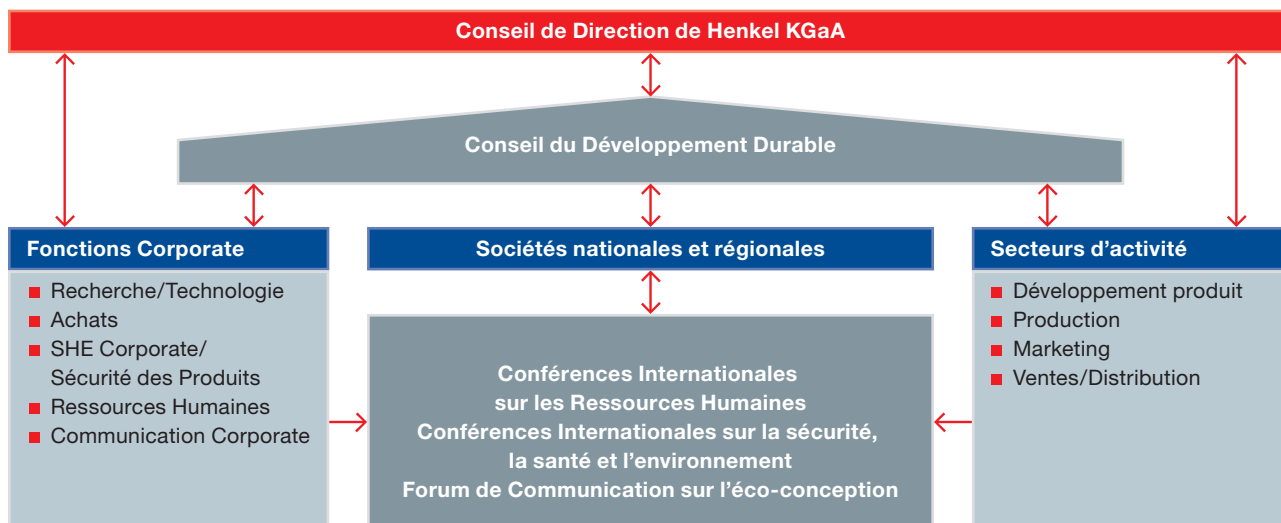 Conseil de Direction de Henkel KGaA
Conseil du Développement Durable
Fonctions Corporate
Recherche/Technologie
Achats
SHE Corporate/
Sécurité des Produits
Ressources Humaines
Communication Corporate
Sociétés nationales et régionales
Conférences Internationales
sur les Ressources Humaines
Conférences Internationales sur la sécurité,
la santé et l’environnement
Forum de Communication sur l’éco-conception
Secteurs d’activité
Développement produit
Production
Marketing
Ventes/Distribution